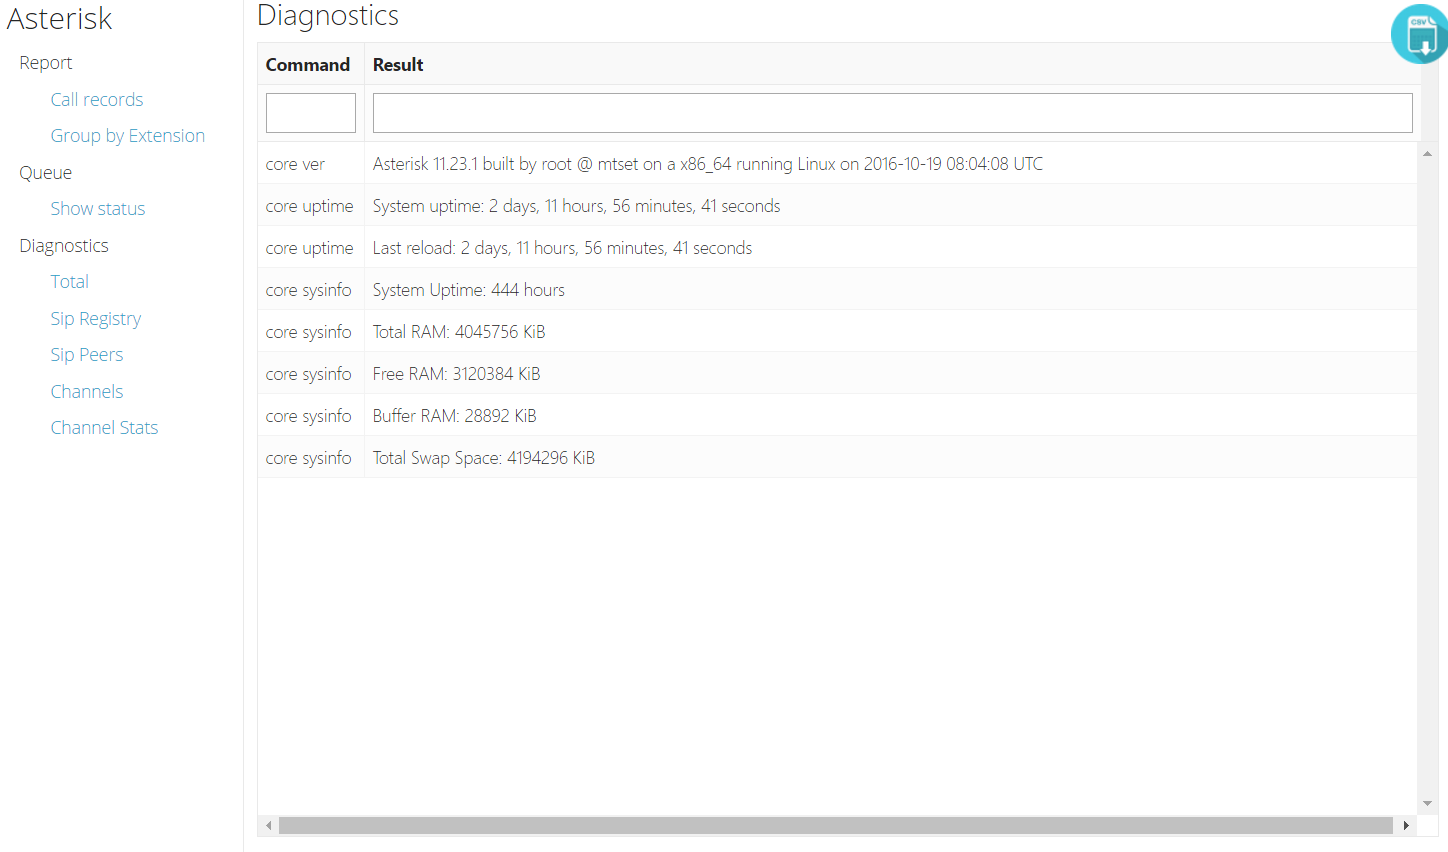 Asterisk
Report
Call records
Group by Extension
Queue
Show status
Diagnostics
Total
Sip Registry
Sip Peers
Channels
Channel Stats
Diagnostics
CSV
Command Result
core ver Asterisk 11.23.1 built by root @ mtset on a x86_64 running Linux on 2016-10-19 08:04:08 UTC
core uptime System uptime: 2 days, 11 hours, 56 minutes, 41 seconds
core uptime Last reload: 2 days, 11 hours, 56 minutes, 41 seconds
core sysinfo System Uptime: 444 hours
core sysinfo Total RAM: 4045756 KiB
core sysinfo Free RAM: 3120384 KiB
core sysinfo Buffer RAM: 28892 KiB
core sysinfo Total Swap Space: 4194296 KiB